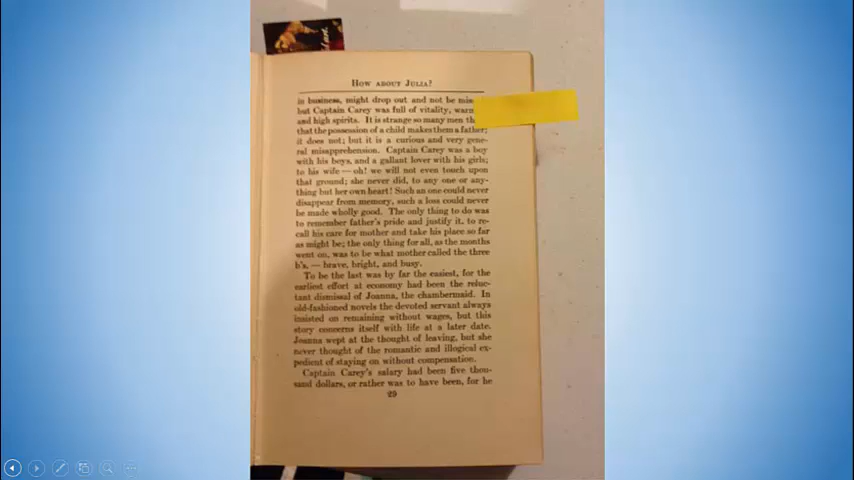 How about Julia?
in business, might drop out and not be
but Captain Carey was full of vitality, warm
and high spirits. It is strange so many men
that the possession of a child makes them a father;
it does not; but it is a curious and very gene-
ral misapprehension. Captain Carey was a boy
with his boys, and a gallant lover with his girls;
to his wife — oh! we will not even touch upon
that ground; she never did, to any one or any-
thing but her own heart! Such an one could never
disappear from memory, such a loss could never
be made wholly good. The only thing to do was
to remember father's pride and justify it, to re-
call his care for mother and take his place so far
as might be; the only thing for all, as the months
went on, was to be what mother called the three
b's, — brave, bright, and busy.
To be the last was by far the easiest, for the
earliest effort at economy had been the reluc-
tant dismissal of Joanna, the chambermaid. In
old-fashioned novels the devoted servant always
insisted on remaining without wages, but this
story concerns itself with life at a later date.
Joanna wept at the thought of leaving, but she
never thought of the romantic and illogical ex-
pedient of staying on without compensation.
Captain Carey's salary had been five thou-
sand dollars, or rather was to have been, for he
29